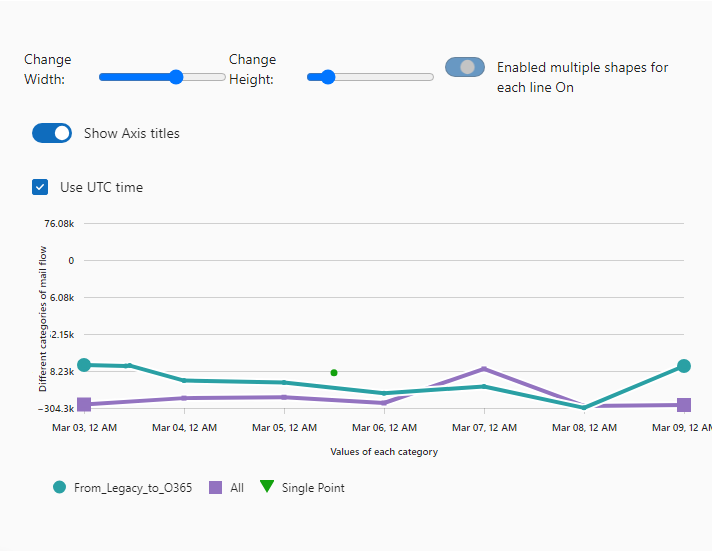 Change Width:
Change Height:
Enabled multiple shapes for
each line On
Show Axis titles
Use UTC time
76.08k
0
6.08k
2.15k
8.23k
−304.3k
Different categories of mail flow
Mar 03, 12 AM
Mar 04, 12 AM
Mar 05, 12 AM
Mar 06, 12 AM
Mar 07, 12 AM
Mar 08, 12 AM
Mar 09, 12 AM
Values of each category
From_Legacy_to_O365
All
Single Point